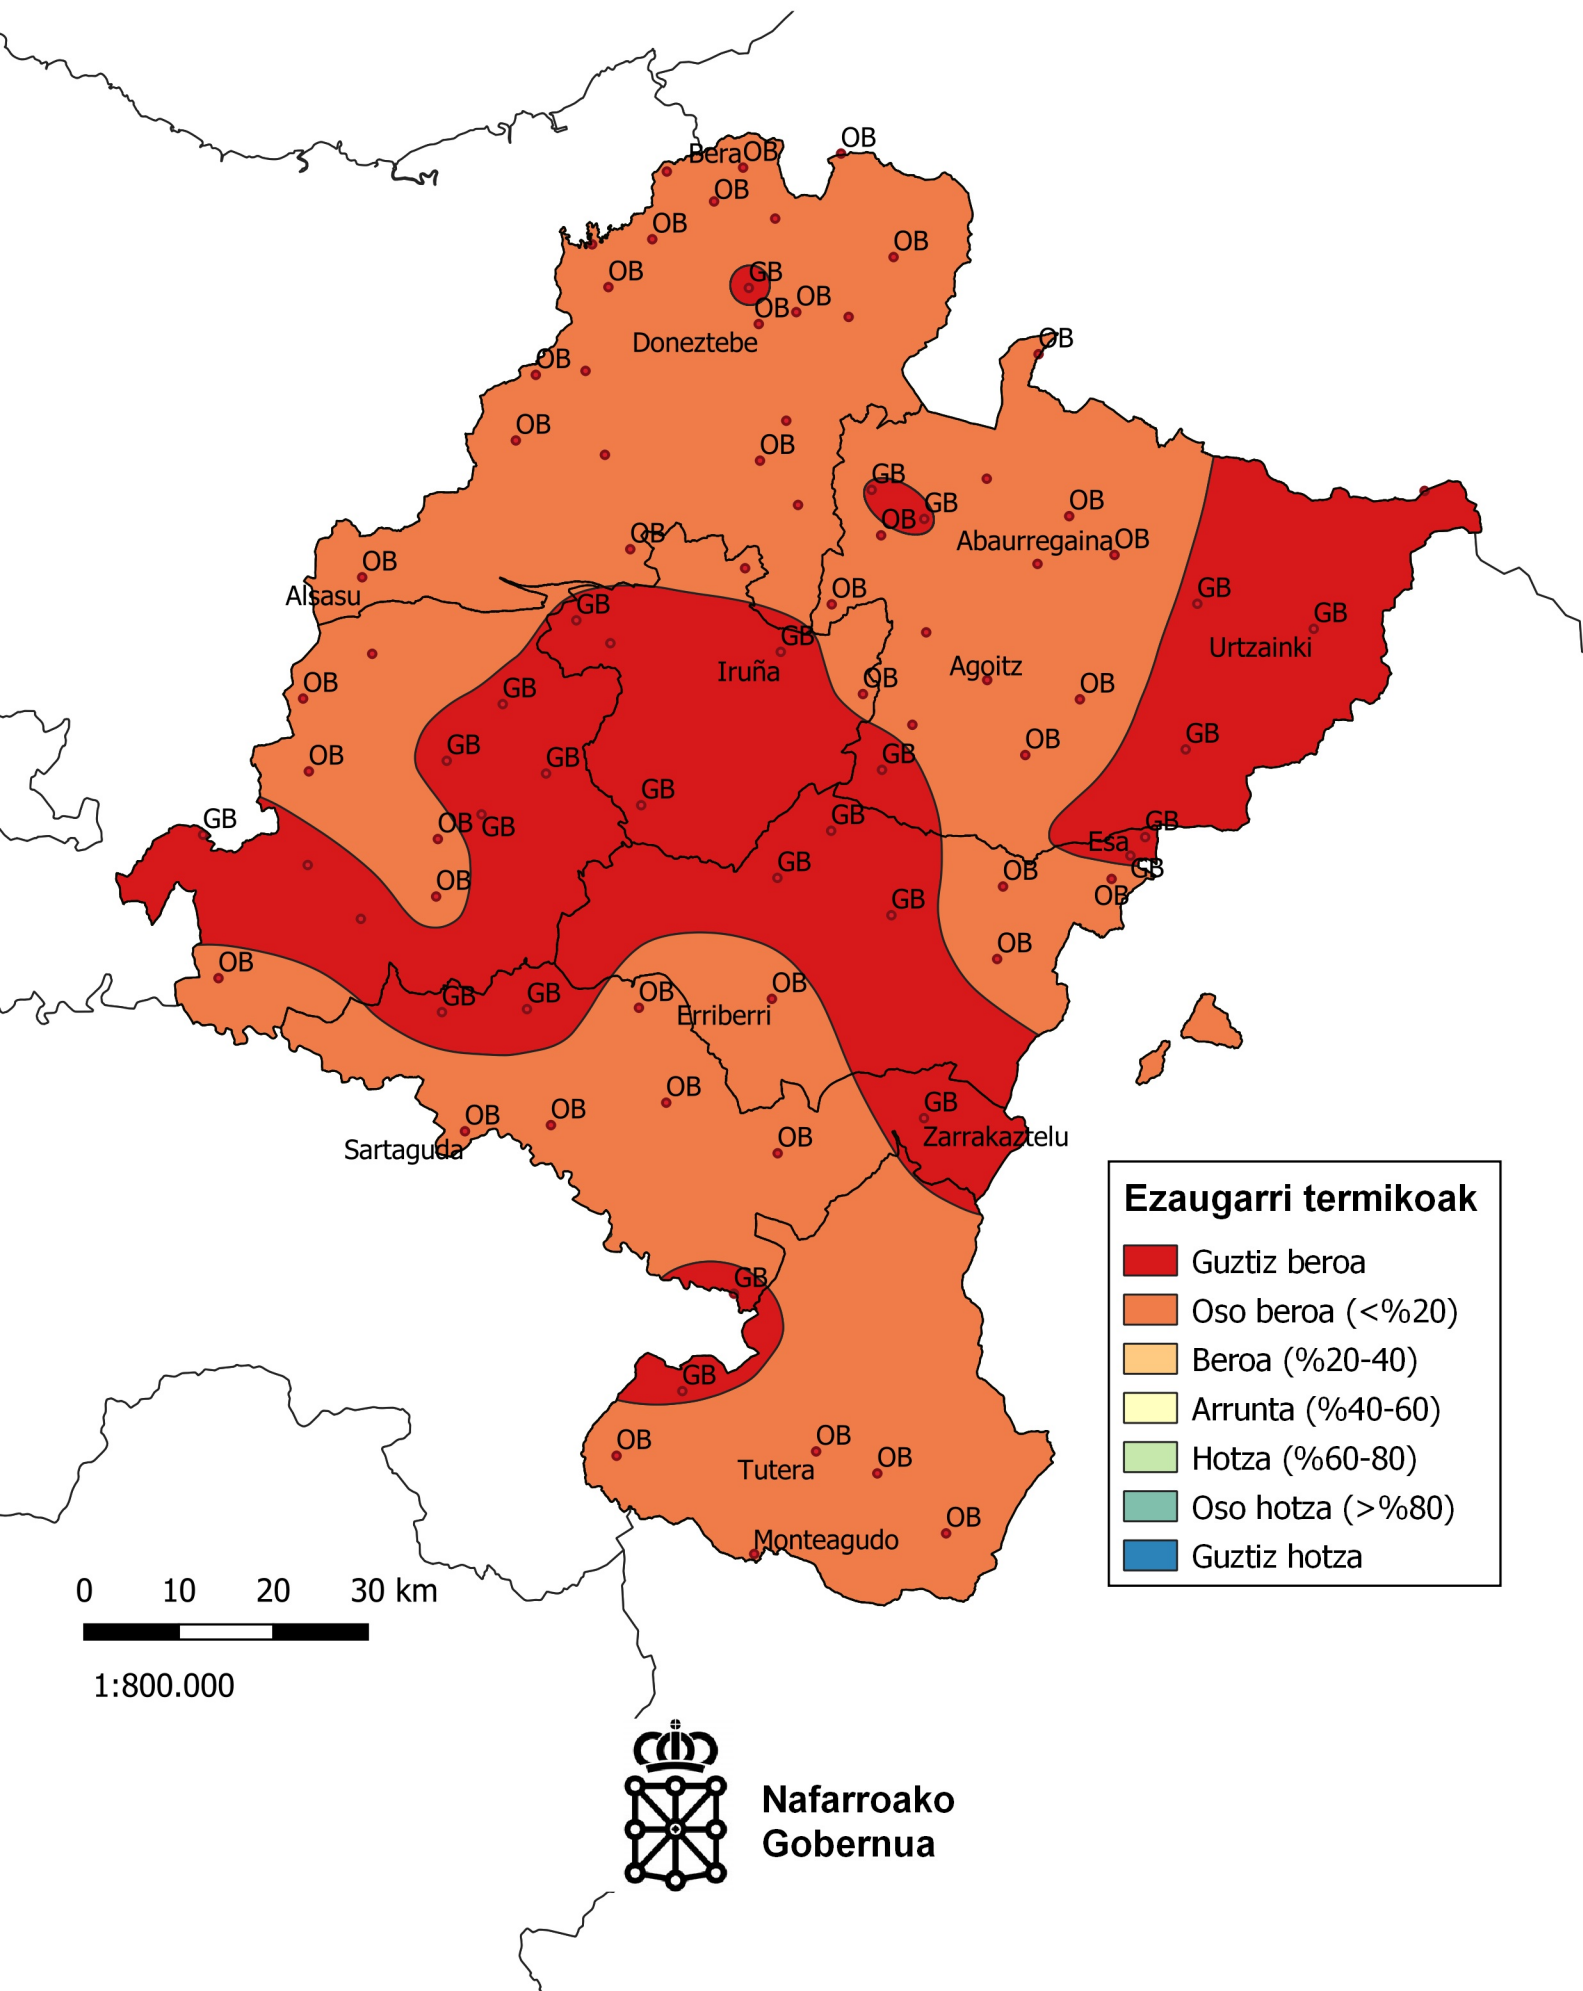 OB
BeraOB
OB
OB
OB
OB
GB
OB
OB
Doneztebe
OB
OB
OB
OB
GB
GB
OB
OB
AbaurregainaOB
OB
OB
Alsasu
OB
GB
GB
GB
GB
Urtzainki
Iruña
Agoitz
OB
OB
OB
GB
GB
OB
GB
OB
GB
GB
GB
GB
GB
OB
GB
GB
Esa
GB
GB
OB
OB
OB
GB
OB
OB
GB
GB
OB
OB
Erriberri
OB
GB
OB
OB
OB
Zarrakaztelu
Sartaguda
GB
GB
OB
OB
OB
Tutera
OB
Monteagudo
Ezaugarri termikoak
Guztiz beroa
Oso beroa (<%20)
Beroa (%20-40)
Arrunta (%40-60)
Hotza (%60-80)
Oso hotza (>%80)
Guztiz hotza
0 10 20 30 km
1:800.000
Nafarroako
Gobernua